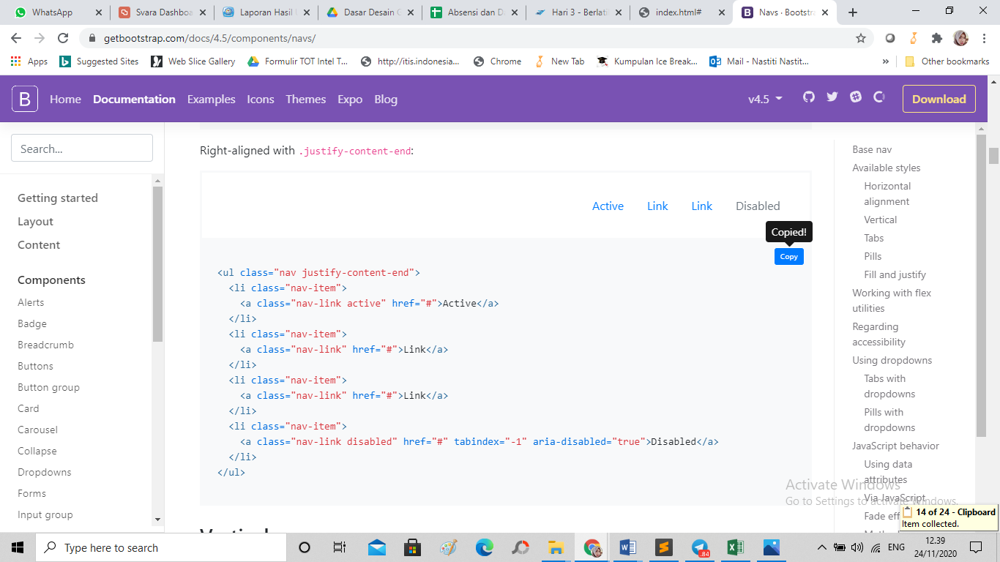 WhatsApp
Svara Dashboa
Laporan Hasil
Dasar Desain G
Absensi dan D
Hari 3 - Berlati
index.html#
Navs · Bootstra
getbootstrap.com/docs/4.5/components/navs/
Apps
Suggested Sites
Web Slice Gallery
Formulir TOT Intel T...
http://itis.indonesia...
Chrome
New Tab
Kumpulan Ice Break...
Mail - Nastiti Nastit...
»
Other bookmarks
B
Home
Documentation
Examples
Icons
Themes
Expo
Blog
v4.5
Download
Search...
Getting started
Layout
Content
Components
Alerts
Badge
Breadcrumb
Buttons
Button group
Card
Carousel
Collapse
Dropdowns
Forms
Input group
Right-aligned with .justify-content-end:
Active
Link
Link
Disabled
Copied!
Copy
<ul class="nav justify-content-end">
  <li class="nav-item">
    <a class="nav-link active" href="#">Active</a>
  </li>
  <li class="nav-item">
    <a class="nav-link" href="#">Link</a>
  </li>
  <li class="nav-item">
    <a class="nav-link" href="#">Link</a>
  </li>
  <li class="nav-item">
    <a class="nav-link disabled" href="#" tabindex="-1" aria-disabled="true">Disabled</a>
  </li>
</ul>
Vertical
Base nav
Available styles
Horizontal
alignment
Vertical
Tabs
Pills
Fill and justify
Working with flex
utilities
Regarding
accessibility
Using dropdowns
Tabs with
dropdowns
Pills with
dropdowns
JavaScript behavior
Using data
attributes
Via JavaScript
Fade eff
Activate Windows
Go to Settings to activate Windows.
14 of 24 - Clipboard
Item collected.
Type here to search
.84
ENG
12.39
24/11/2020